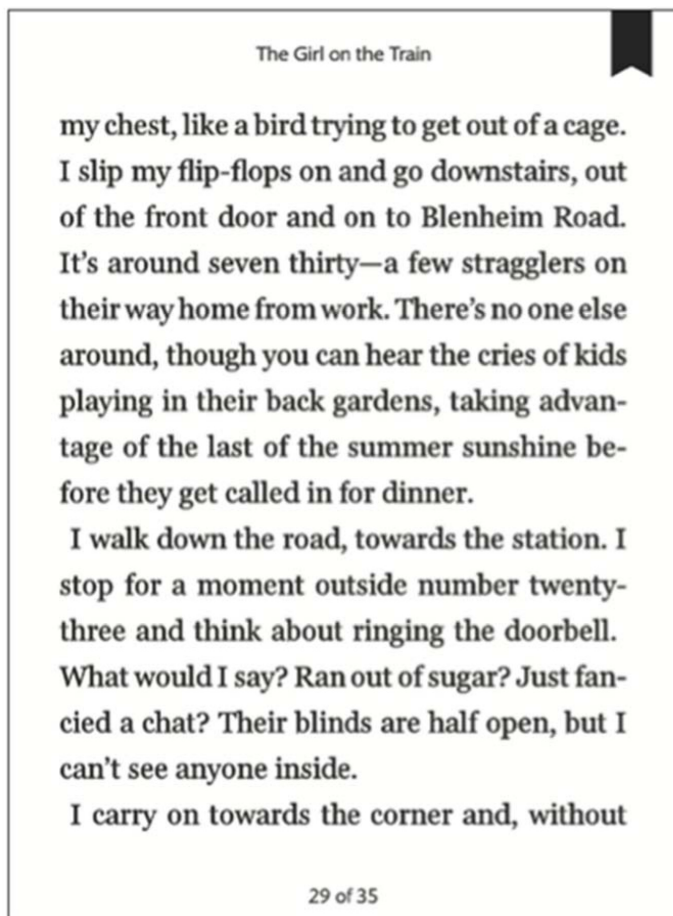 The Girl on the Train
my chest, like a bird trying to get out of a cage.
I slip my flip-flops on and go downstairs, out
of the front door and on to Blenheim Road.
It's around seven thirty—a few stragglers on
their way home from work. There's no one else
around, though you can hear the cries of kids
playing in their back gardens, taking advan-
tage of the last of the summer sunshine be-
fore they get called in for dinner.
I walk down the road, towards the station. I
stop for a moment outside number twenty-
three and think about ringing the doorbell.
What would I say? Ran out of sugar? Just fan-
cied a chat? Their blinds are half open, but I
can't see anyone inside.
I carry on towards the corner and, without
29 of 35